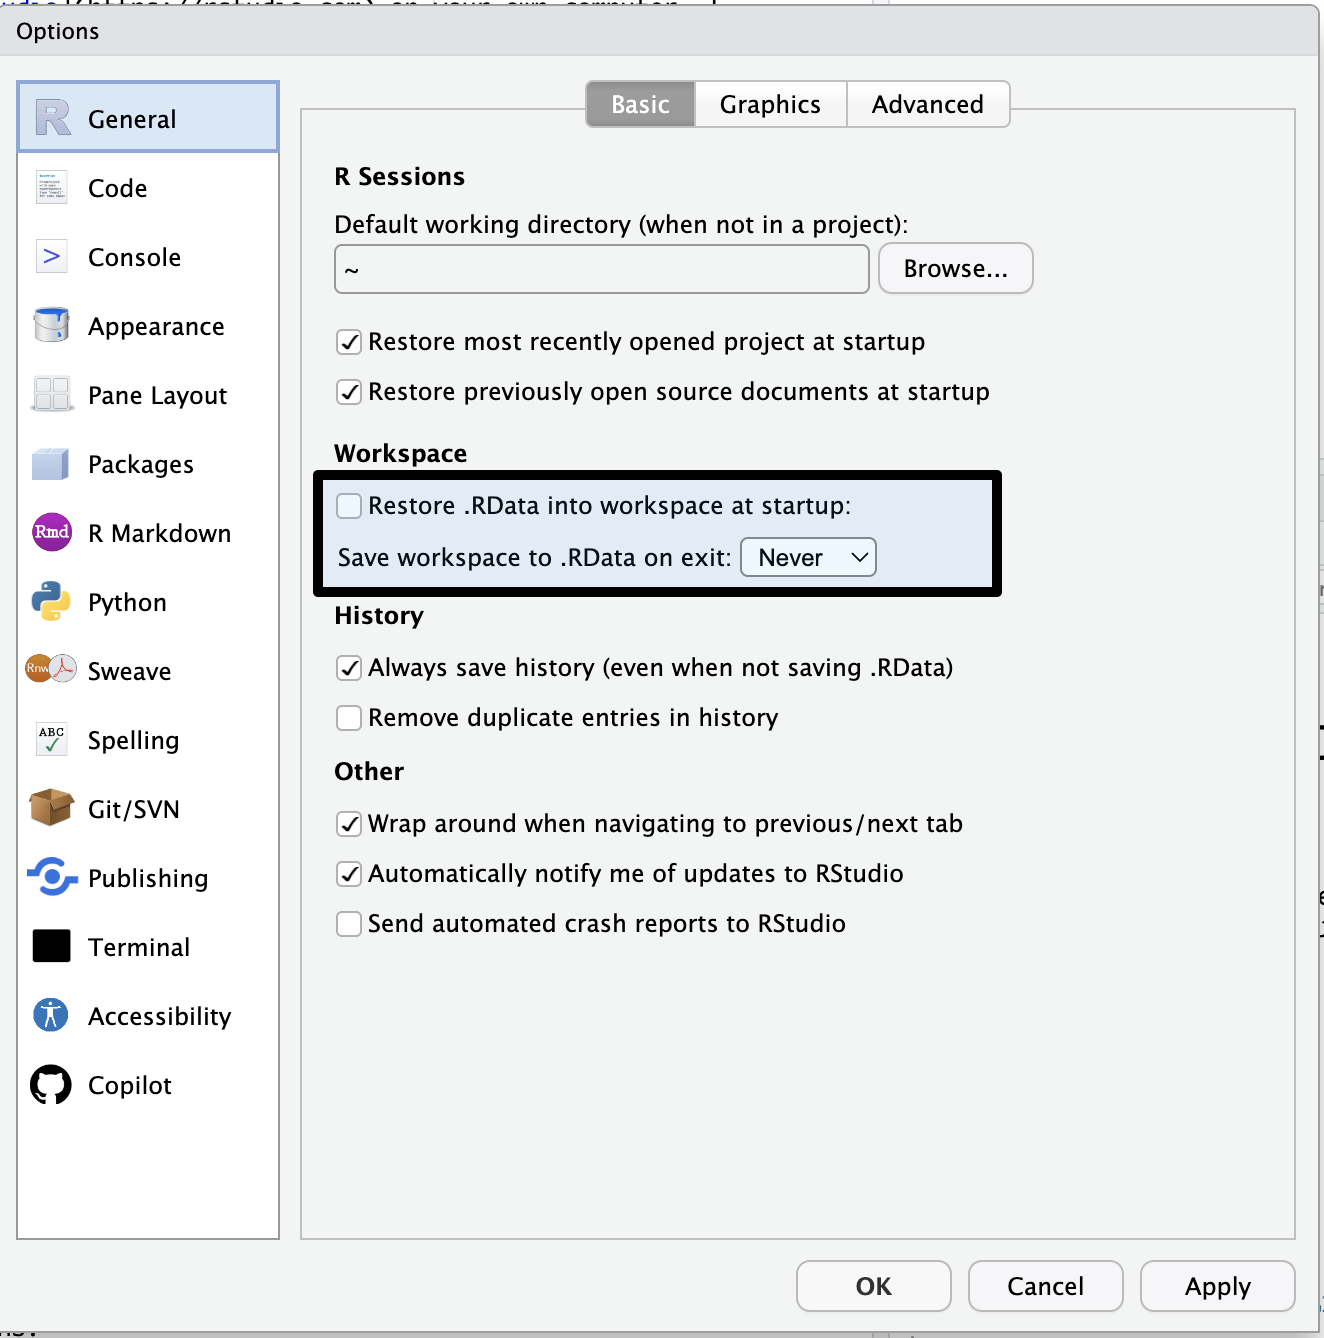 Options
General
Code
Console
Appearance
Pane Layout
Packages
Rmd R Markdown
Python
Rnw Sweave
ABC Spelling
Git/SVN
Publishing
Terminal
Accessibility
Copilot
Basic Graphics Advanced
R Sessions
Default working directory (when not in a project):
~ Browse...
Restore most recently opened project at startup
Restore previously open source documents at startup
Workspace
Restore .RData into workspace at startup:
Save workspace to .RData on exit: Never
History
Always save history (even when not saving .RData)
Remove duplicate entries in history
Other
Wrap around when navigating to previous/next tab
Automatically notify me of updates to RStudio
Send automated crash reports to RStudio
OK Cancel Apply